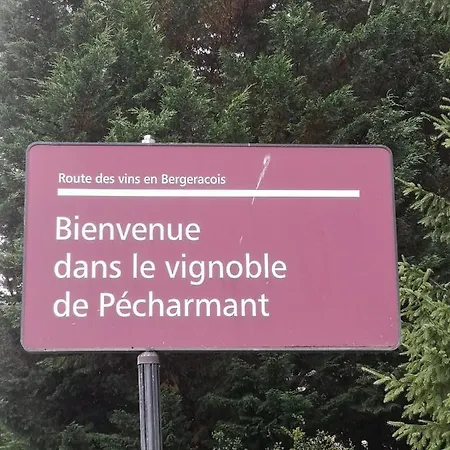 Route des vins en Bergeracois
Bienvenue
dans le vignoble
de Pécharmant